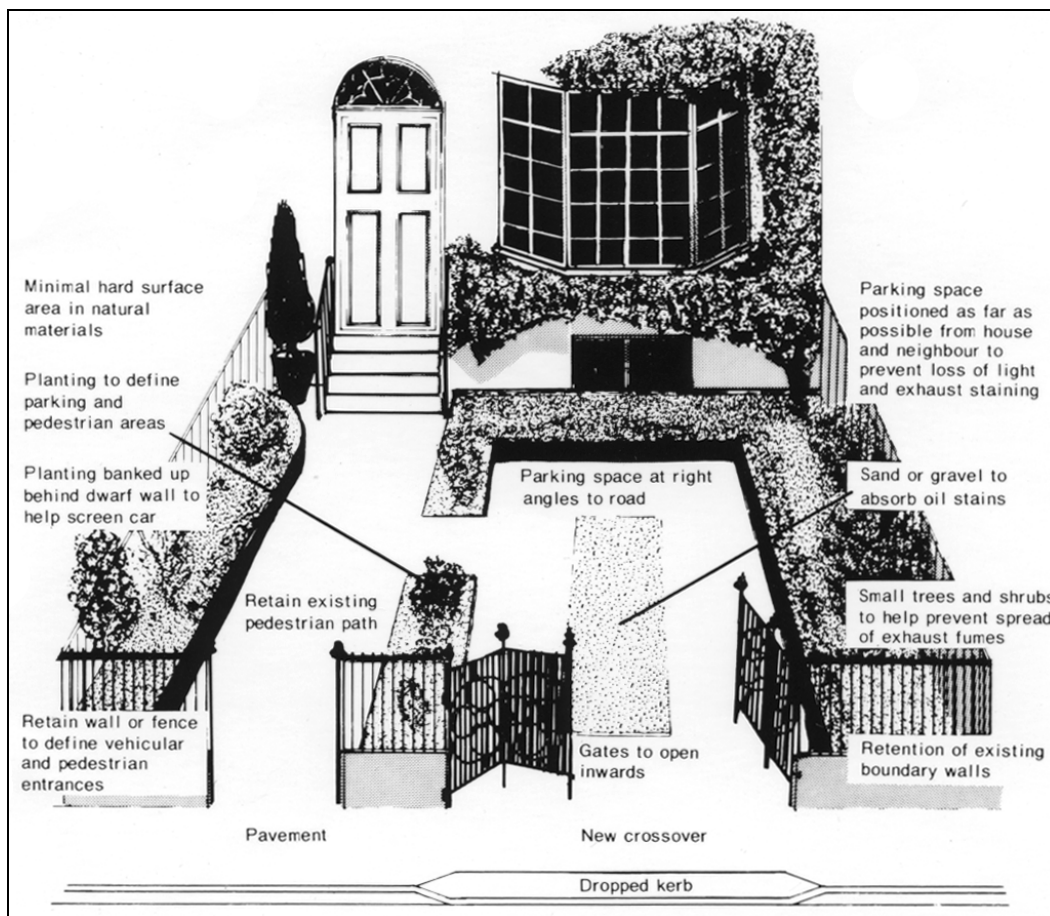 Minimal hard surface
area in natural
materials
Planting to define
parking and
pedestrian areas
Planting banked up
behind dwarf wall to
help screen car
Retain existing
pedestrian path
Retain wall or fence
to define vehicular
and pedestrian
entrances
Parking space at right
angles to road
Gates to open
inwards
Parking space
positioned as far as
possible from house
and neighbour to
prevent loss of light
and exhaust staining
Sand or gravel to
absorb oil stains
Small trees and shrubs
to help prevent spread
of exhaust fumes
Retention of existing
boundary walls
Pavement
New crossover
Dropped kerb